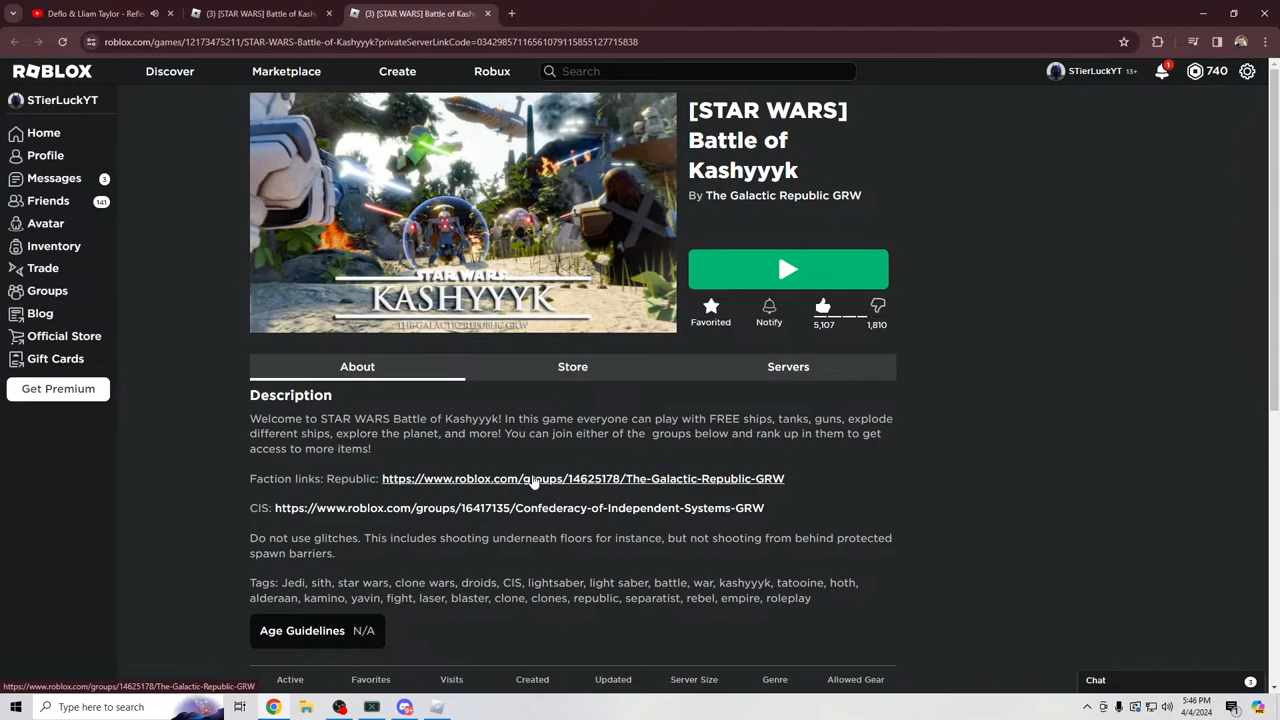 Deflo & Lliam Taylor - Refle
(3) [STAR WARS] Battle of Kash
(3) [STAR WARS] Battle of Kashy
roblox.com/games/12173475211/STAR-WARS-Battle-of-Kashyyyk?privateServerLinkCode=03429857116561079115855127715838
ROBLOX
Discover
Marketplace
Create
Robux
Search
STierLuckYT 13+
1
740
STierLuckYT
Home
Profile
Messages 3
Friends 141
Avatar
Inventory
Trade
Groups
Blog
Official Store
Gift Cards
Get Premium
STAR WARS
KASHYYYK
THE GALACTIC REPUBLIC GRW
[STAR WARS]
Battle of
Kashyyyk
By The Galactic Republic GRW
Favorited
Notify
5,107
1,810
About
Store
Servers
Description
Welcome to STAR WARS Battle of Kashyyyk! In this game everyone can play with FREE ships, tanks, guns, explode
different ships, explore the planet, and more! You can join either of the groups below and rank up in them to get
access to more items!
Faction links: Republic: https://www.roblox.com/groups/14625178/The-Galactic-Republic-GRW
CIS: https://www.roblox.com/groups/16417135/Confederacy-of-Independent-Systems-GRW
Do not use glitches. This includes shooting underneath floors for instance, but not shooting from behind protected
spawn barriers.
Tags: Jedi, sith, star wars, clone wars, droids, CIS, lightsaber, light saber, battle, war, kashyyyk, tatooine, hoth,
alderaan, kamino, yavin, fight, laser, blaster, clone, clones, republic, separatist, rebel, empire, roleplay
Age Guidelines N/A
Active
Favorites
Visits
Created
Updated
Server Size
Genre
Allowed Gear
Chat
3
https://www.roblox.com/groups/14625178/The-Galactic-Republic-GRW
Type here to search
5:46 PM
4/4/2024